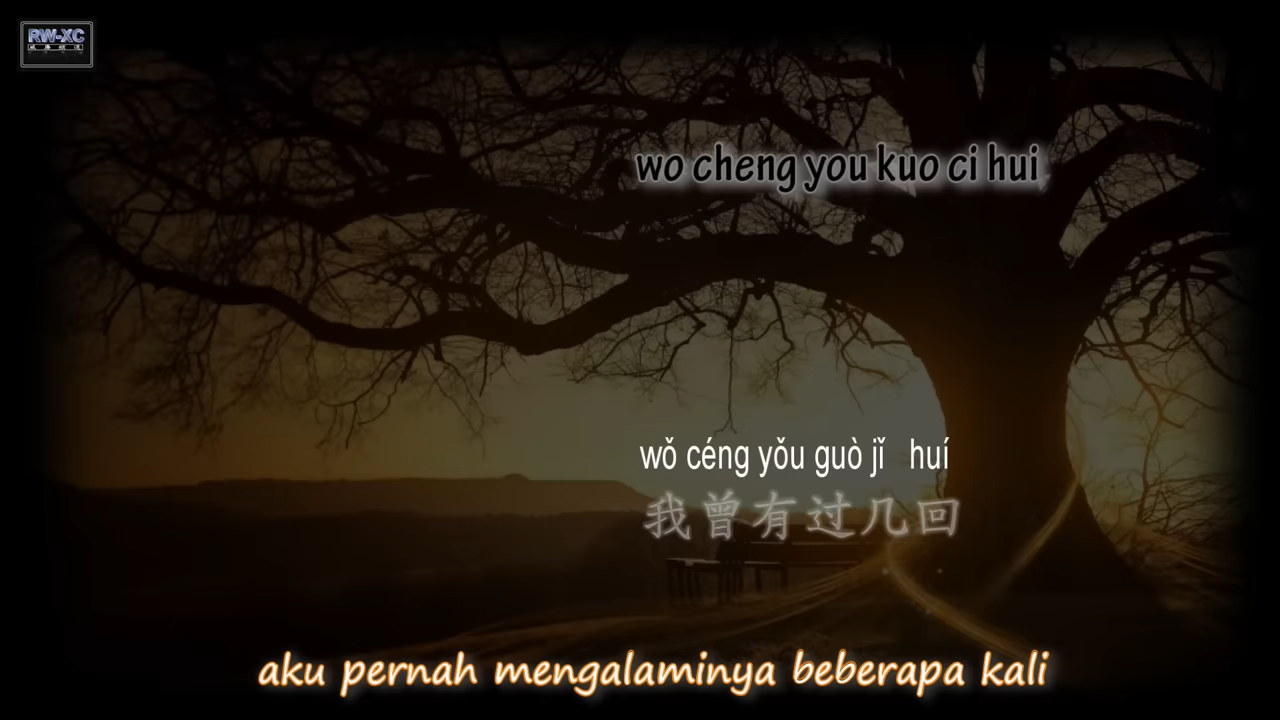 RW-XC
wo cheng you kuo ci hui
wǒ céng yǒu guò jǐ huí
我曾有过几回
aku pernah mengalaminya beberapa kali